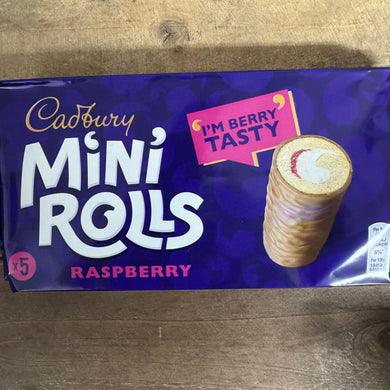 Cadbury
MiNi
ROLLS
"I'M BERRY
TASTY"
x5
RASPBERRY